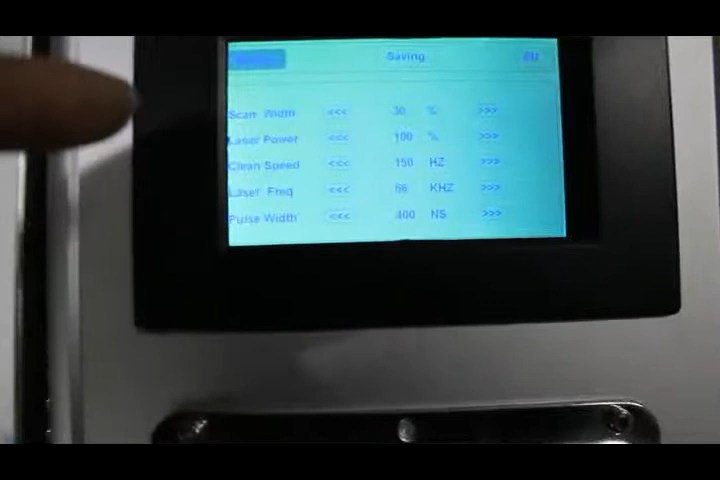 Saving EN
Scan Width <<< 30 % >>>
Laser Power <<< 100 % >>>
Clean Speed <<< 150 HZ >>>
Laser Freq <<< 66 KHZ >>>
Pulse Width <<< 400 NS >>>